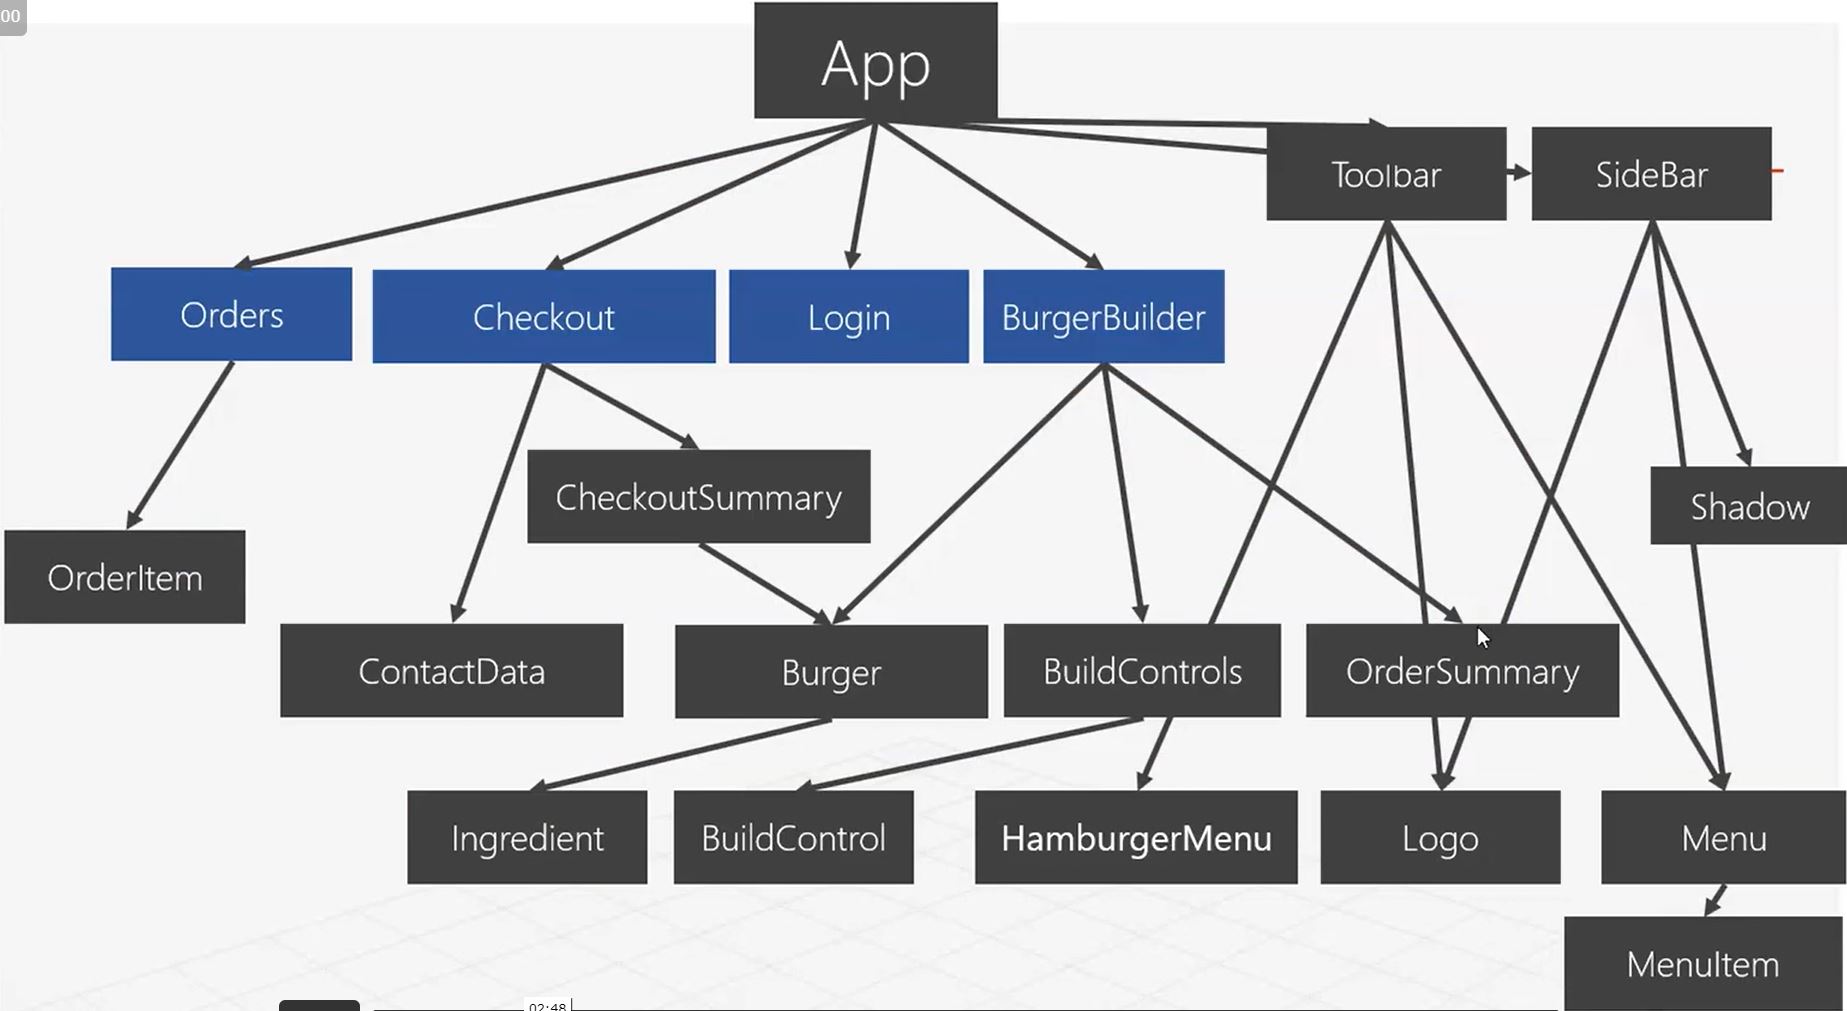 00
App
Toolbar
SideBar
Orders
Checkout
Login
BurgerBuilder
CheckoutSummary
Shadow
OrderItem
ContactData
Burger
BuildControls
OrderSummary
Ingredient
BuildControl
HamburgerMenu
Logo
Menu
MenuItem
02:48